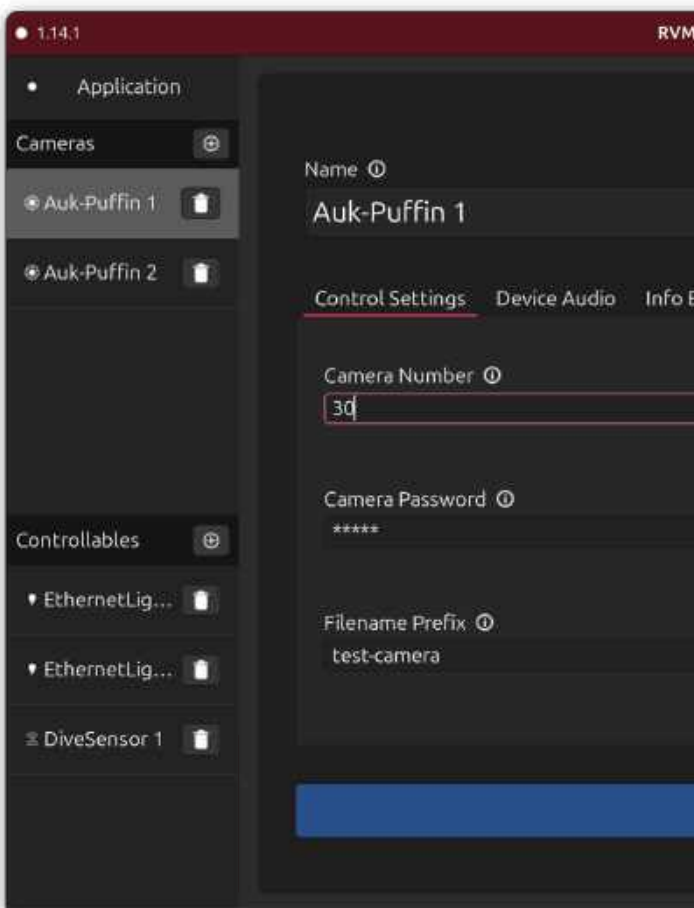 1.14.1
RVM
Application
Cameras
Auk-Puffin 1
Auk-Puffin 2
Controllables
EthernetLig...
EthernetLig...
DiveSensor 1
Name
Auk-Puffin 1
Control Settings Device Audio Info E
Camera Number
30
Camera Password
*****
Filename Prefix
test-camera